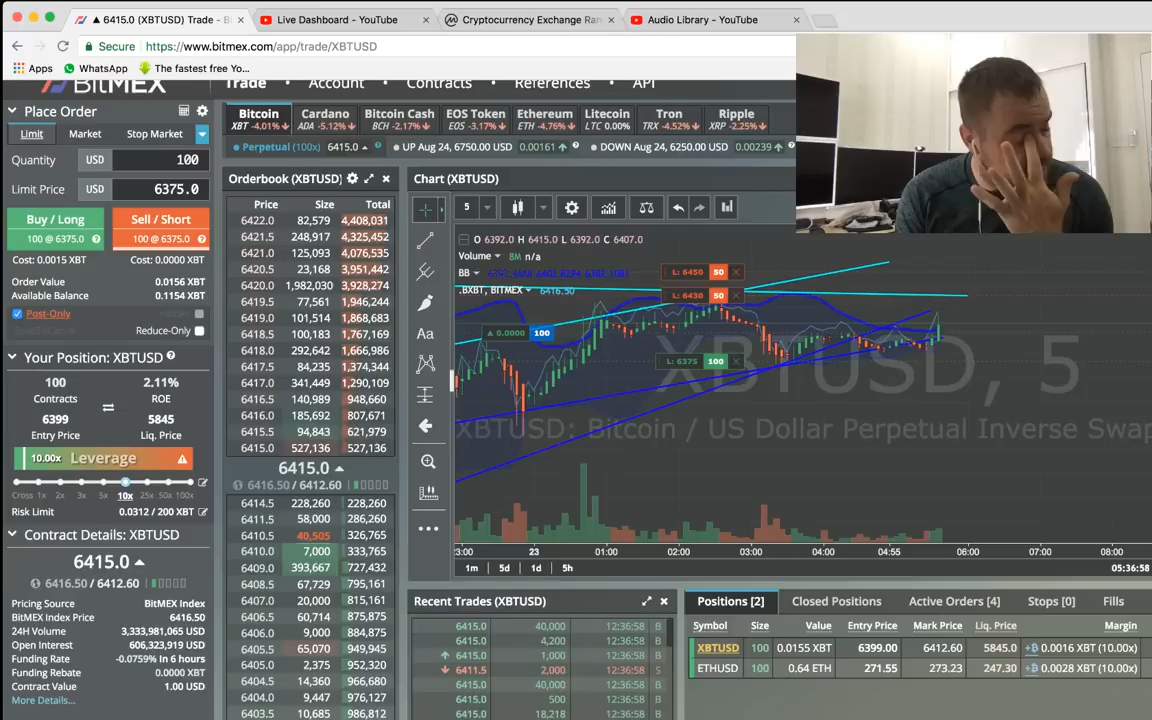 ▲ 6415.0 (XBTUSD) Trade - Bi
Live Dashboard - YouTube
Cryptocurrency Exchange Ran
Audio Library - YouTube
Secure
https://www.bitmex.com/app/trade/XBTUSD
Apps
WhatsApp
The fastest free Yo...
BitMEX
Trade
Account
Contracts
References
API
Place Order
Limit Market Stop Market
Quantity USD 100
Limit Price USD 6375.0
Buy / Long
100 @ 6375.0
Sell / Short
100 @ 6375.0
Cost: 0.0015 XBT Cost: 0.0000 XBT
Order Value 0.0156 XBT
Available Balance 0.1154 XBT
Post-Only
Reduce-Only
Your Position: XBTUSD
100 2.11%
Contracts ROE
6399 5845
Entry Price Liq. Price
10.00x Leverage
Cross 1x 2x 3x 5x 10x 25x 50x 100x
Risk Limit 0.0312 / 200 XBT
Contract Details: XBTUSD
6415.0
6416.50 / 6412.60
Pricing Source BitMEX Index
BitMEX Index Price 6416.50
24H Volume 3,333,981,065 USD
Open Interest 606,323,919 USD
Funding Rate -0.0759% In 6 hours
Funding Rebate 0.0000 XBT
Contract Value 1.00 USD
More Details...
Bitcoin Cardano Bitcoin Cash EOS Token Ethereum Litecoin Tron Ripple
XBT -4.01% ADA -5.12% BCH -2.17% EOS -3.17% ETH -4.76% LTC 0.00% TRX -4.52% XRP -2.25%
Perpetual (100x) 6415.0 UP Aug 24, 6750.00 USD 0.00161 DOWN Aug 24, 6250.00 USD 0.00239
Orderbook (XBTUSD)
Price Size Total
6422.0 82,579 4,408,031
6421.5 248,917 4,325,452
6421.0 125,093 4,076,535
6420.5 23,168 3,951,442
6420.0 1,982,030 3,928,274
6419.5 77,561 1,946,244
6419.0 101,514 1,868,683
6418.5 100,183 1,767,169
6418.0 292,642 1,666,986
6417.5 84,235 1,374,344
6417.0 341,449 1,290,109
6416.5 140,989 948,660
6416.0 185,692 807,671
6415.5 94,843 621,979
6415.0 527,136 527,136
6415.0
6416.50 / 6412.60
6414.5 228,260 228,260
6411.5 58,000 286,260
6410.5 40,505 326,765
6410.0 7,000 333,765
6409.0 393,667 727,432
6408.5 67,729 795,161
6407.0 20,000 815,161
6406.5 60,714 875,875
6406.0 9,000 884,875
6405.5 65,070 949,945
6405.0 2,375 952,320
6404.5 14,360 966,680
6404.0 9,447 976,127
6403.5 10,685 986,812
Chart (XBTUSD)
5
O 6392.0 H 6415.0 L 6392.0 C 6407.0
Volume 8M n/a
BB
.BXBT, BITMEX 6416.50
L: 6450 50
L: 6430 50
0.0000 100
L: 6375 100
XBTUSD, 5
XBTUSD: Bitcoin / US Dollar Perpetual Inverse Swap
23:00 23 01:00 02:00 03:00 04:00 04:55 06:00 07:00 08:00
1m 5d 1d 5h
05:36:58
Recent Trades (XBTUSD)
6415.0 40,000 12:36:58 B
6415.0 4,200 12:36:58 B
6415.0 1,000 12:36:58 B
6411.5 2,000 12:36:58 S
6415.0 40,000 12:36:58 B
6415.0 500 12:36:58 B
6415.0 18,218 12:36:58 B
Positions [2] Closed Positions Active Orders [4] Stops [0] Fills
Symbol Size Value Entry Price Mark Price Liq. Price Margin
XBTUSD 100 0.0155 XBT 6399.00 6412.60 5845.0 0.0016 XBT (10.00x)
ETHUSD 100 0.64 ETH 271.55 273.23 247.30 0.0028 XBT (10.00x)